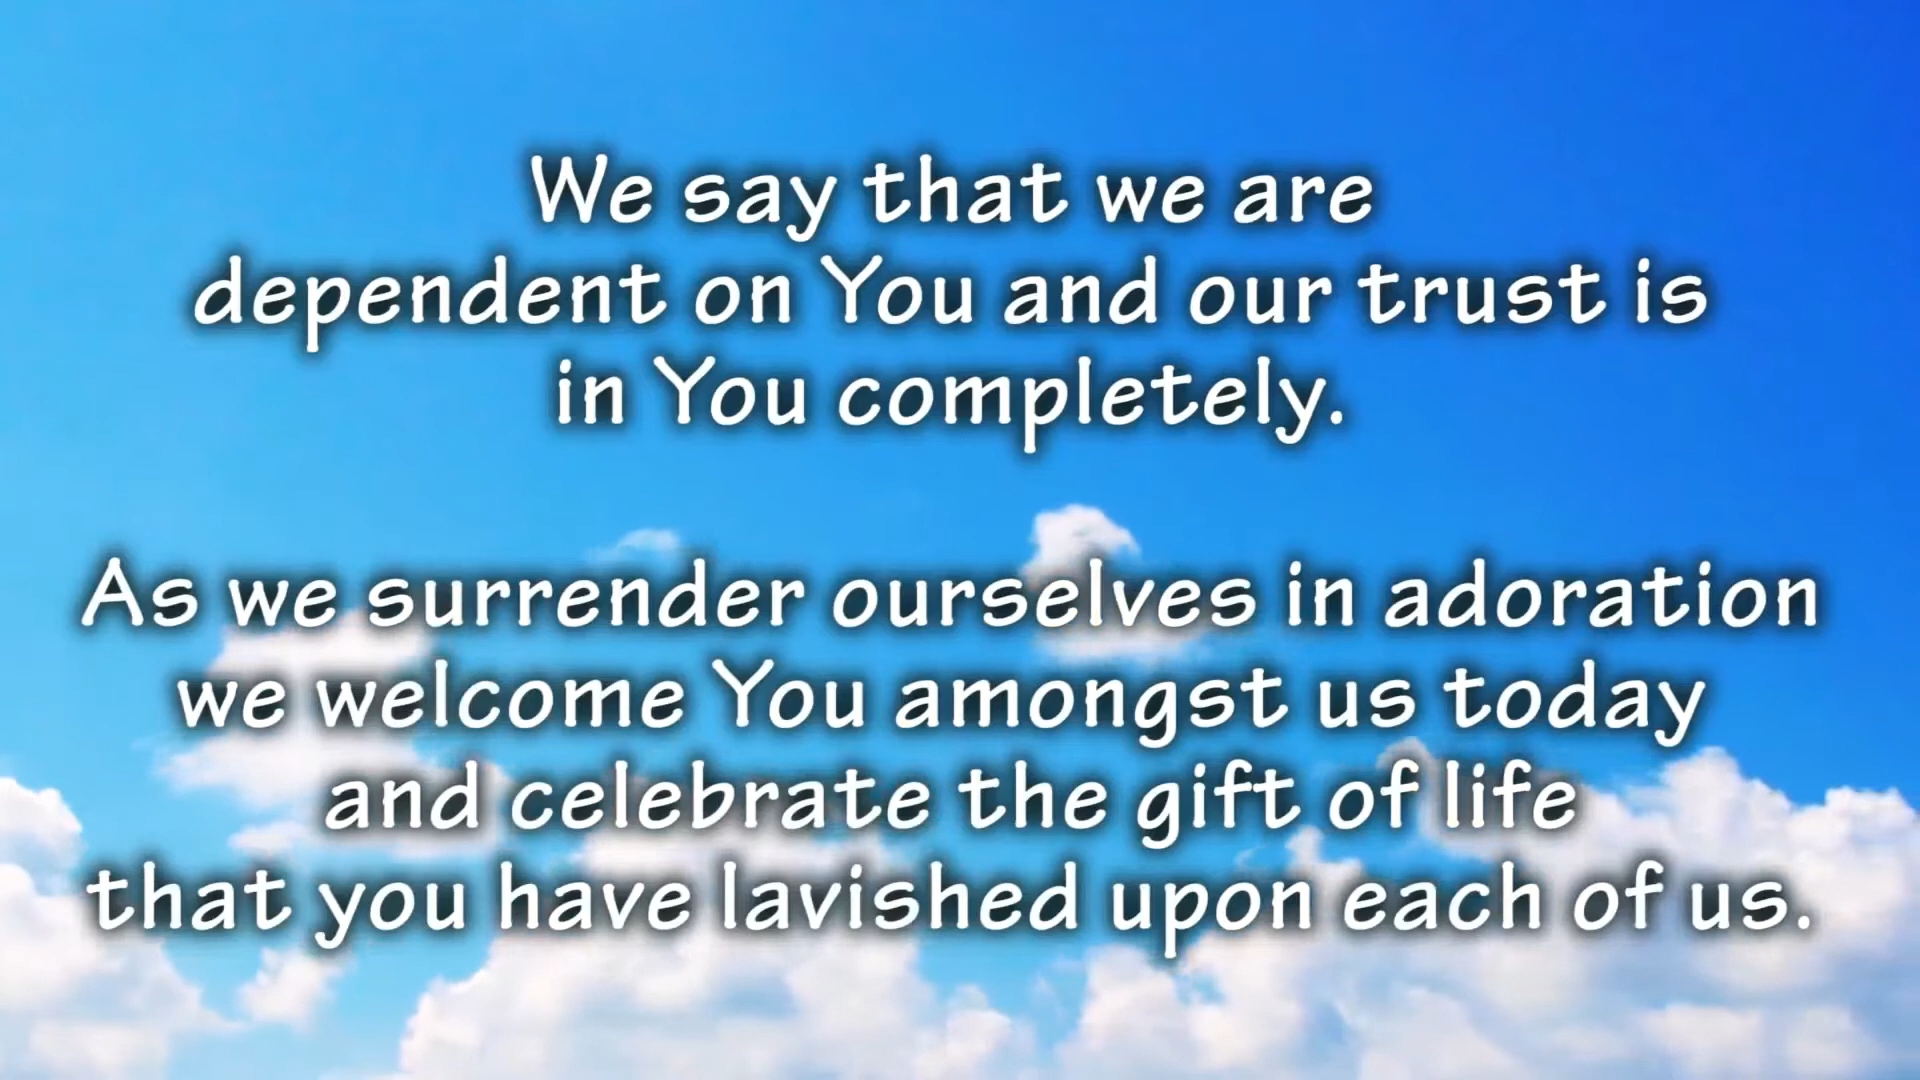 We say that we are
dependent on You and our trust is
in You completely.
As we surrender ourselves in adoration
we welcome You amongst us today
and celebrate the gift of life
that you have lavished upon each of us.